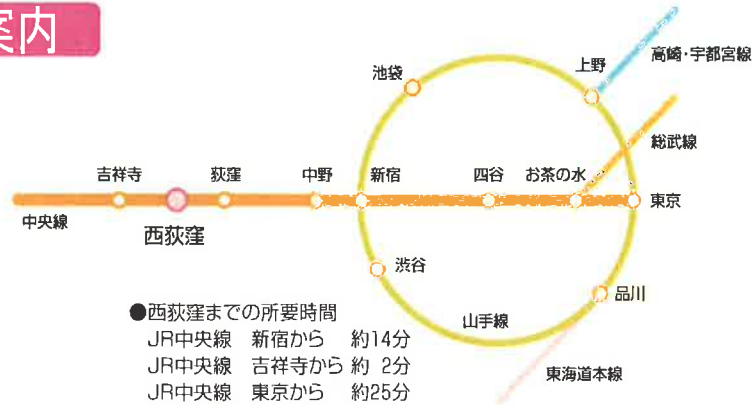 案内
上野
高崎・宇都宮線
池袋
総武線
吉祥寺
荻窪
中野
新宿
四谷
お茶の水
東京
中央線
西荻窪
渋谷
品川
山手線
東海道本線
●西荻窪までの所要時間
JR中央線 新宿から 約14分
JR中央線 吉祥寺から 約 2分
JR中央線 東京から 約25分